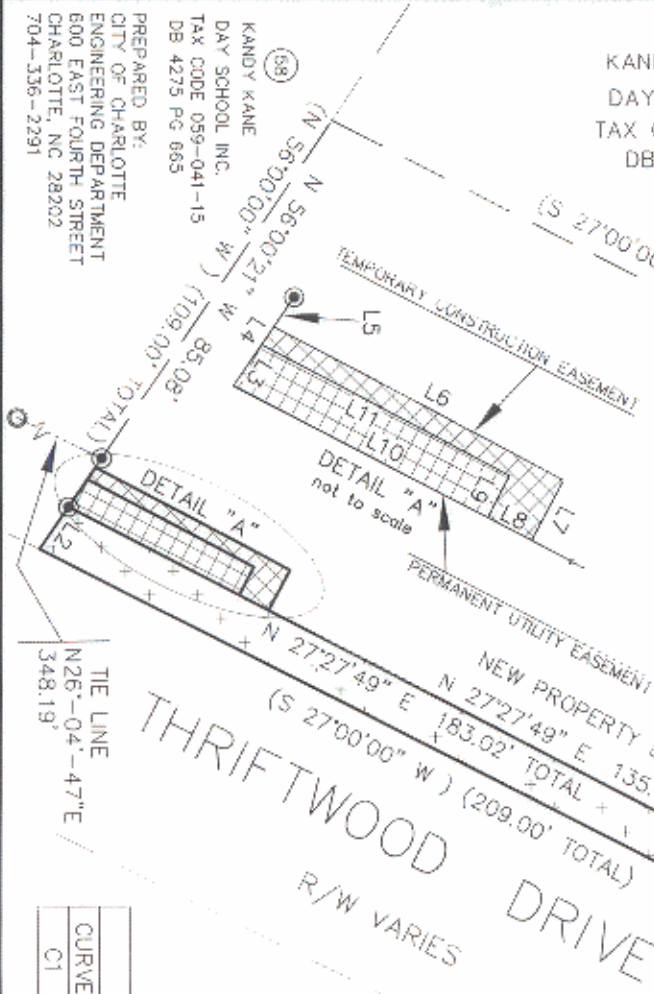 KANDY KANE
DAY SCHOOL INC.
TAX CODE 059-041-15
DB 4275 PG 665
58
PREPARED BY:
CITY OF CHARLOTTE
ENGINEERING DEPARTMENT
600 EAST FOURTH STREET
CHARLOTTE, NC 28202
704-336-2291
KAN
DAY
TAX
DB
(S 27°00'00
N 56°00'21" W 85.08'
(N 56°00'00" W) (109.00' TOTAL)
TEMPORARY CONSTRUCTION EASEMENT
L5
L4
L3
L6
L11
L10
L9
L8
L7
DETAIL "A"
not to scale
PERMANENT UTILITY EASEMENT
DETAIL "A"
L2
NEW PROPERTY
N 27°27'49" E 135.
N 27°27'49" E 183.02' TOTAL
(S 27°00'00" W) (209.00' TOTAL)
TIE LINE
N26°-04'-47"E
348.19'
THRIFTWOOD DRIVE
R/W VARIES
CURVE
C1